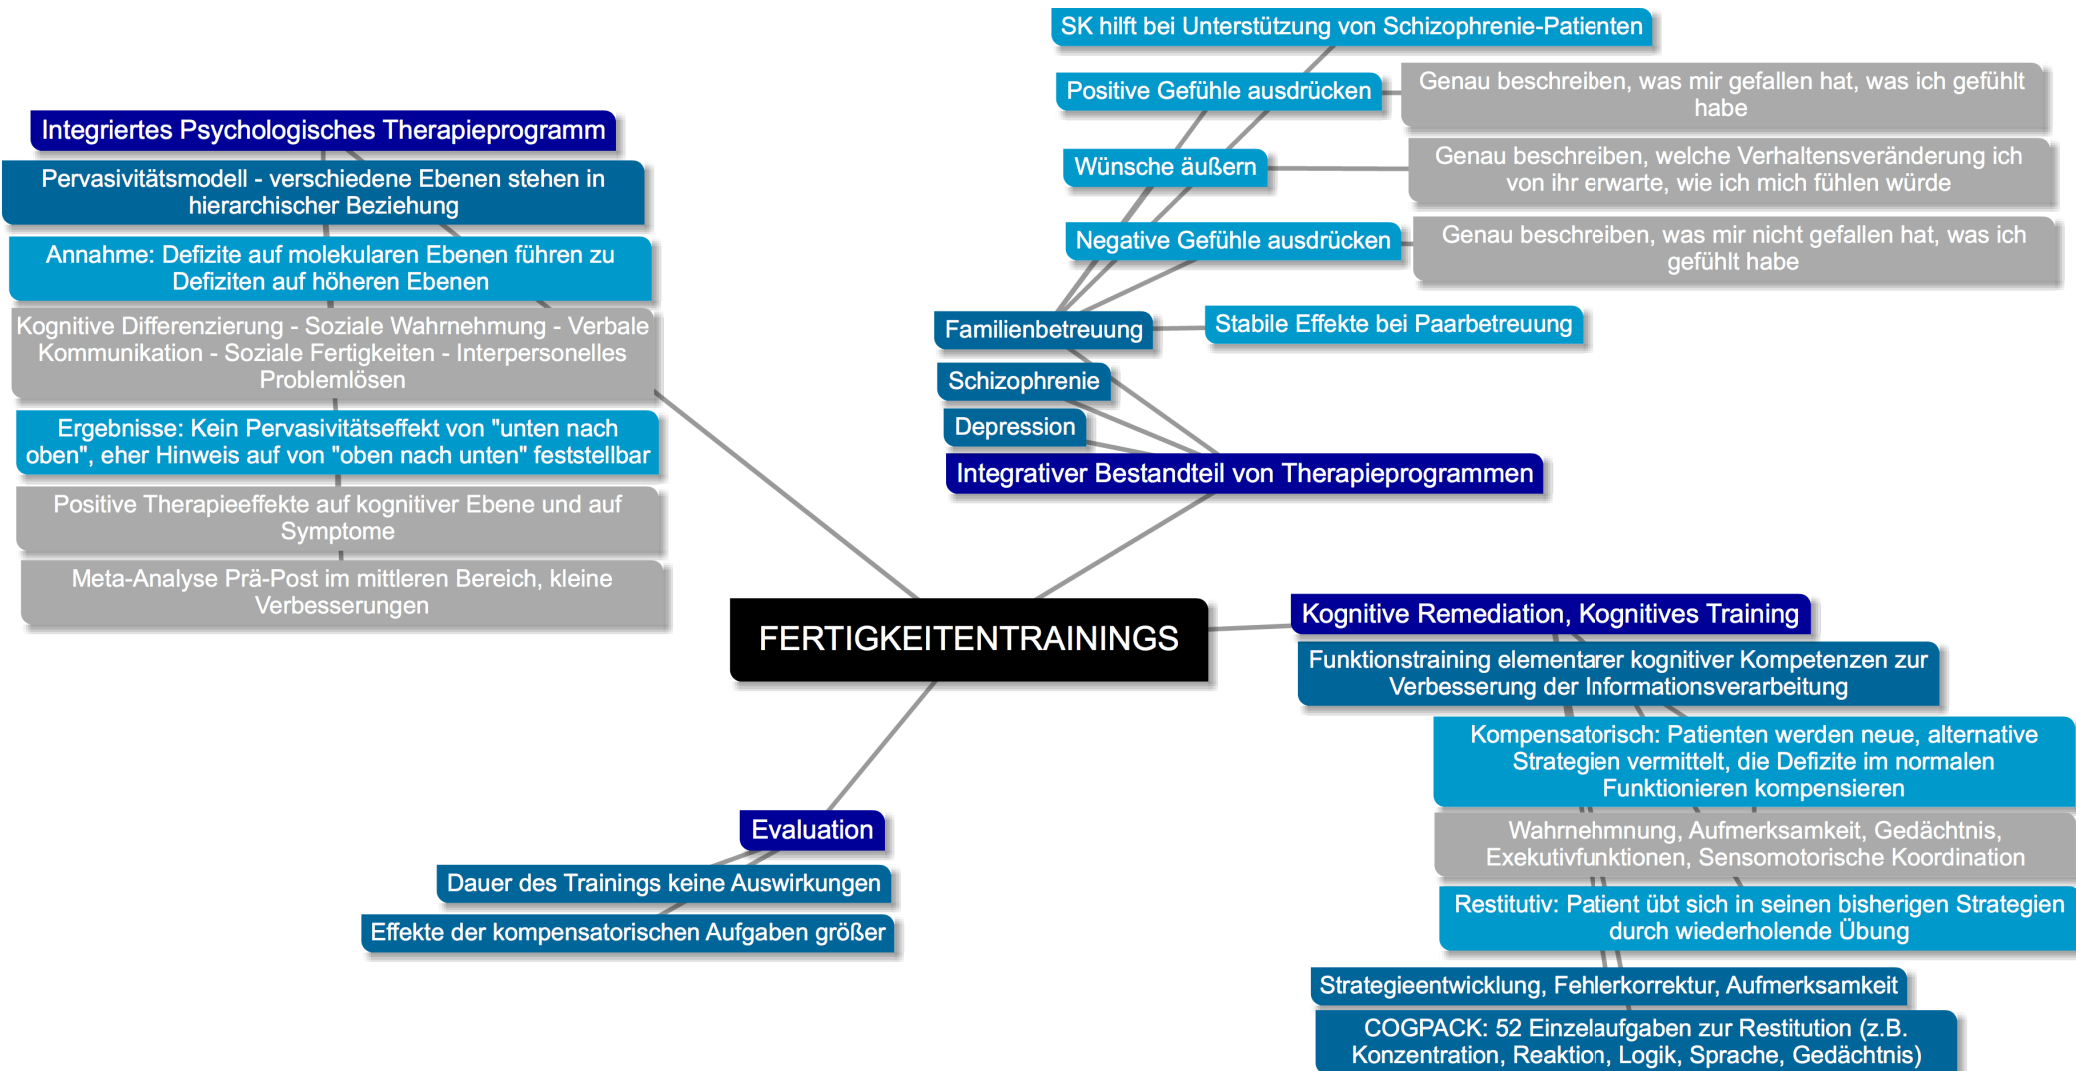 Integriertes Psychologisches Therapieprogramm
Pervasivitätsmodell - verschiedene Ebenen stehen in
hierarchischer Beziehung
Annahme: Defizite auf molekularen Ebenen führen zu
Defiziten auf höheren Ebenen
Kognitive Differenzierung - Soziale Wahrnehmung - Verbale
Kommunikation - Soziale Fertigkeiten - Interpersonelles
Problemlösen
Ergebnisse: Kein Pervasivitätseffekt von "unten nach
oben", eher Hinweis auf von "oben nach unten" feststellbar
Positive Therapieeffekte auf kognitiver Ebene und auf
Symptome
Meta-Analyse Prä-Post im mittleren Bereich, kleine
Verbesserungen
SK hilft bei Unterstützung von Schizophrenie-Patienten
Positive Gefühle ausdrücken
Genau beschreiben, was mir gefallen hat, was ich gefühlt
habe
Wünsche äußern
Genau beschreiben, welche Verhaltensveränderung ich
von ihr erwarte, wie ich mich fühlen würde
Negative Gefühle ausdrücken
Genau beschreiben, was mir nicht gefallen hat, was ich
gefühlt habe
Familienbetreuung
Stabile Effekte bei Paarbetreuung
Schizophrenie
Depression
Integrativer Bestandteil von Therapieprogrammen
FERTIGKEITENTRAININGS
Kognitive Remediation, Kognitives Training
Funktionstraining elementarer kognitiver Kompetenzen zur
Verbesserung der Informationsverarbeitung
Kompensatorisch: Patienten werden neue, alternative
Strategien vermittelt, die Defizite im normalen
Funktionieren kompensieren
Wahrnehmnung, Aufmerksamkeit, Gedächtnis,
Exekutivfunktionen, Sensomotorische Koordination
Restitutiv: Patient übt sich in seinen bisherigen Strategien
durch wiederholende Übung
Strategieentwicklung, Fehlerkorrektur, Aufmerksamkeit
COGPACK: 52 Einzelaufgaben zur Restitution (z.B.
Konzentration, Reaktion, Logik, Sprache, Gedächtnis)
Evaluation
Dauer des Trainings keine Auswirkungen
Effekte der kompensatorischen Aufgaben größer